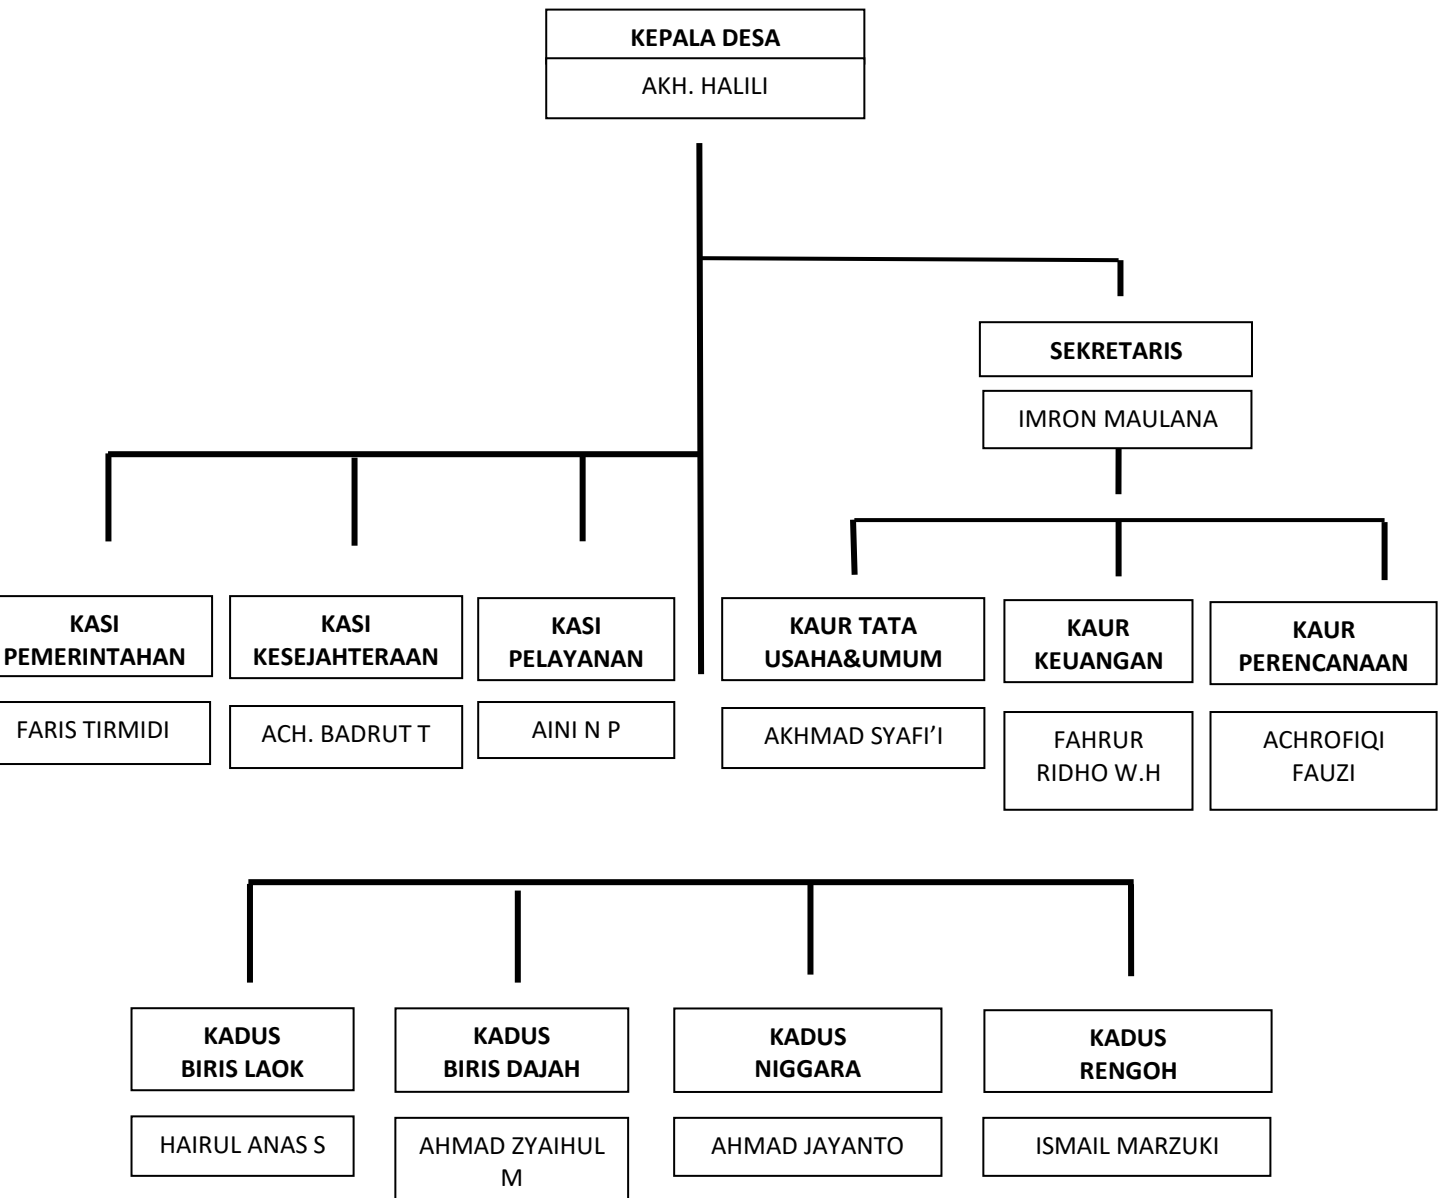 KEPALA DESA
AKH. HALILI
SEKRETARIS
IMRON MAULANA
KASI
PEMERINTAHAN
FARIS TIRMIDI
KASI
KESEJAHTERAAN
ACH. BADRUT T
KASI
PELAYANAN
AINI N P
KAUR TATA
USAHA&UMUM
AKHMAD SYAFI’I
KAUR
KEUANGAN
FAHRUR
RIDHO W.H
KAUR
PERENCANAAN
ACHROFIQI
FAUZI
KADUS
BIRIS LAOK
HAIRUL ANAS S
KADUS
BIRIS DAJAH
AHMAD ZYAIHUL
M
KADUS
NIGGARA
AHMAD JAYANTO
KADUS
RENGOH
ISMAIL MARZUKI